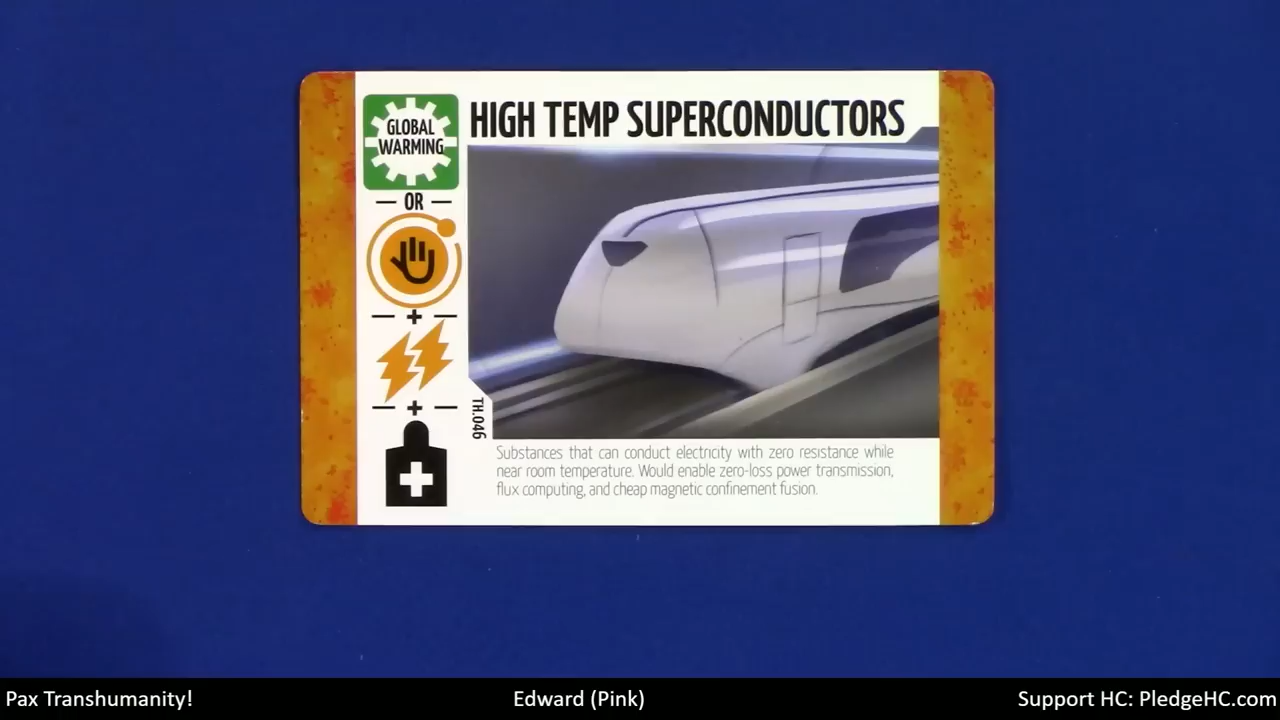 GLOBAL
WARMING
HIGH TEMP SUPERCONDUCTORS
OR
TH.046
Substances that can conduct electricity with zero resistance while
near room temperature. Would enable zero-loss power transmission,
flux computing, and cheap magnetic confinement fusion.
Pax Transhumanity!
Edward (Pink)
Support HC: PledgeHC.com